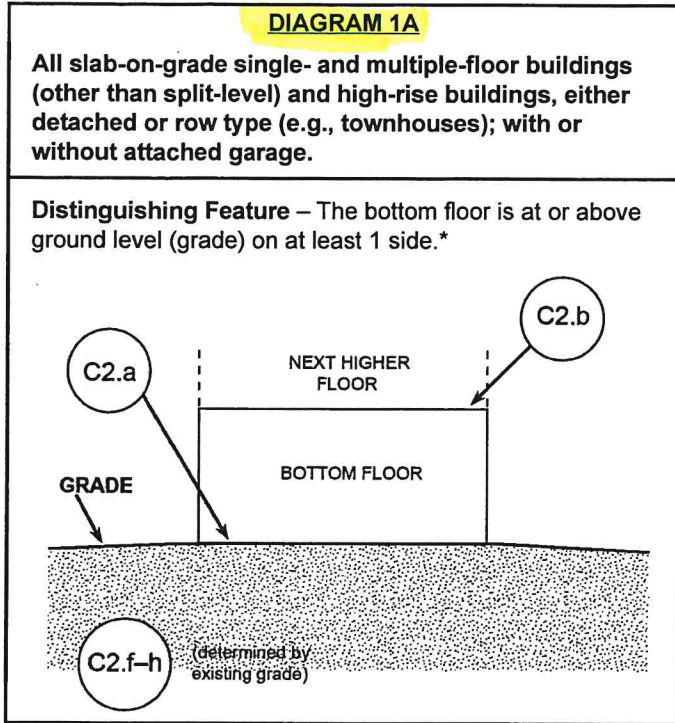 DIAGRAM 1A
All slab-on-grade single- and multiple-floor buildings
(other than split-level) and high-rise buildings, either
detached or row type (e.g., townhouses); with or
without attached garage.
Distinguishing Feature – The bottom floor is at or above
ground level (grade) on at least 1 side.*
C2.b
NEXT HIGHER
FLOOR
C2.a
BOTTOM FLOOR
GRADE
C2.f–h
(determined by
existing grade)